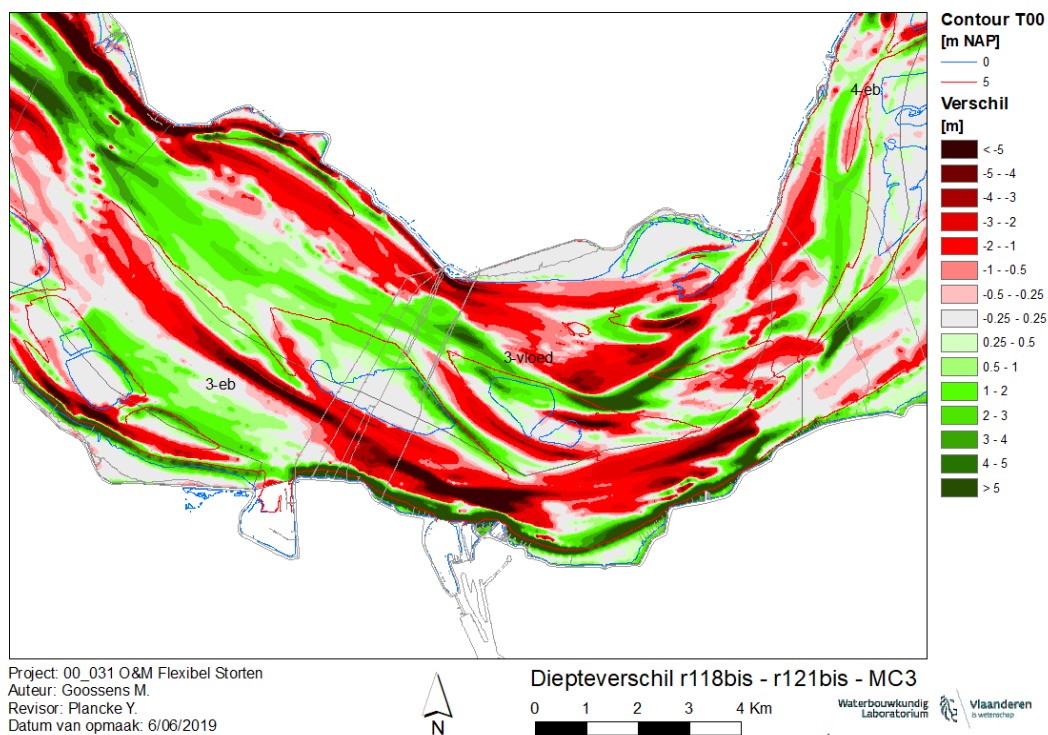 Contour T00
[m NAP]
0
5
Verschil
[m]
< -5
-5 - -4
-4 - -3
-3 - -2
-2 - -1
-1 - -0.5
-0.5 - -0.25
-0.25 - 0.25
0.25 - 0.5
0.5 - 1
1 - 2
2 - 3
3 - 4
4 - 5
> 5
4-eb
3-vloed
3-eb
Project: 00_031 O&M Flexibel Storten
Auteur: Goossens M.
Revisor: Plancke Y.
Datum van opmaak: 6/06/2019
N
Diepteverschil r118bis - r121bis - MC3
0 1 2 3 4 Km
Waterbouwkundig
Laboratorium
Vlaanderen
is wetenschap